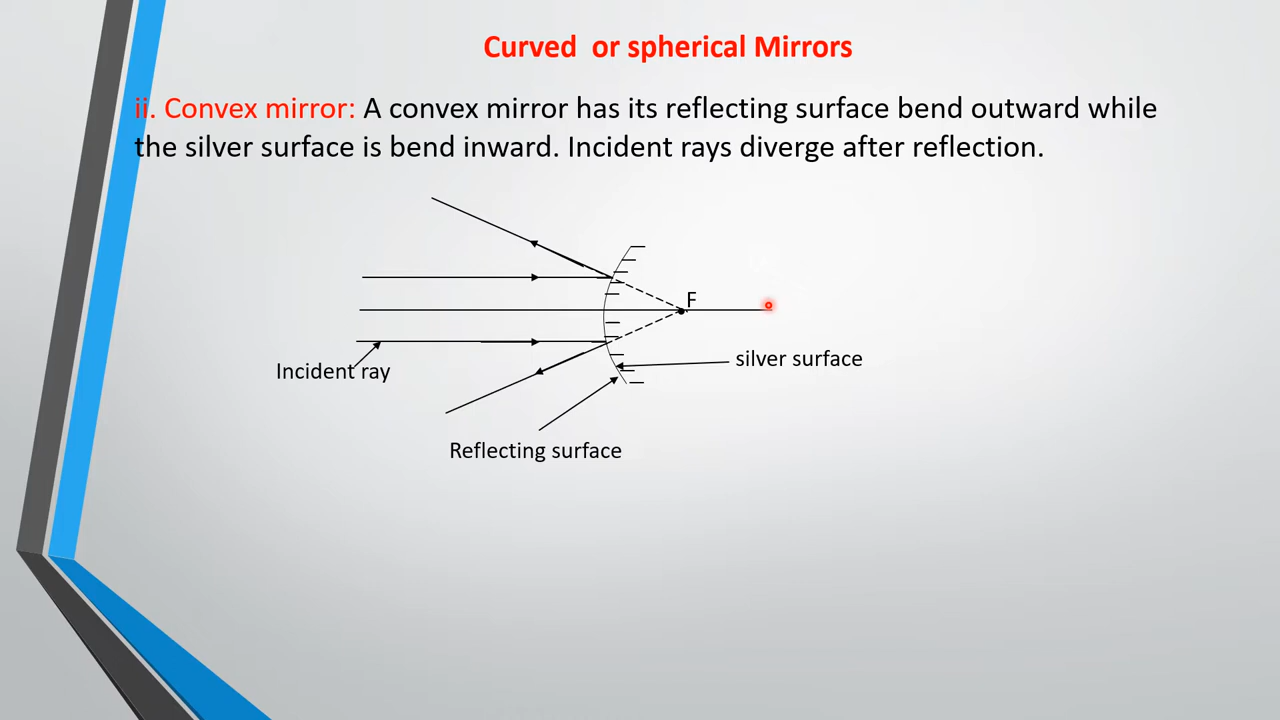 Curved or spherical Mirrors
ii. Convex mirror: A convex mirror has its reflecting surface bend outward while
the silver surface is bend inward. Incident rays diverge after reflection.
F
silver surface
Incident ray
Reflecting surface